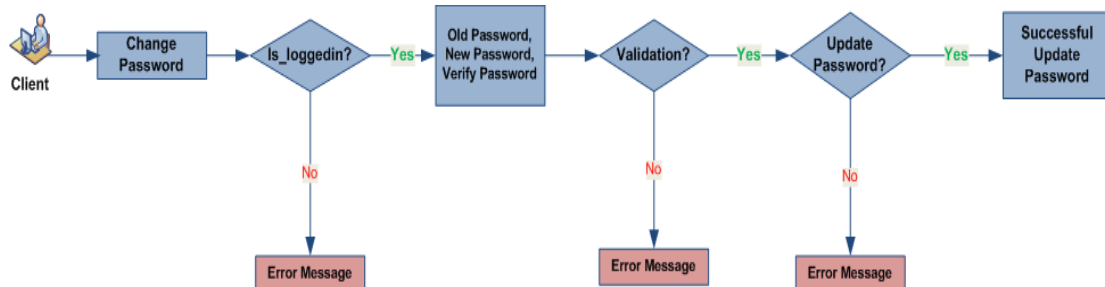 Client
Change
Password
Is_loggedin?
Yes
Old Password,
New Password,
Verify Password
Validation?
Yes
Update
Password?
Yes
Successful
Update
Password
No
No
No
Error Message
Error Message
Error Message